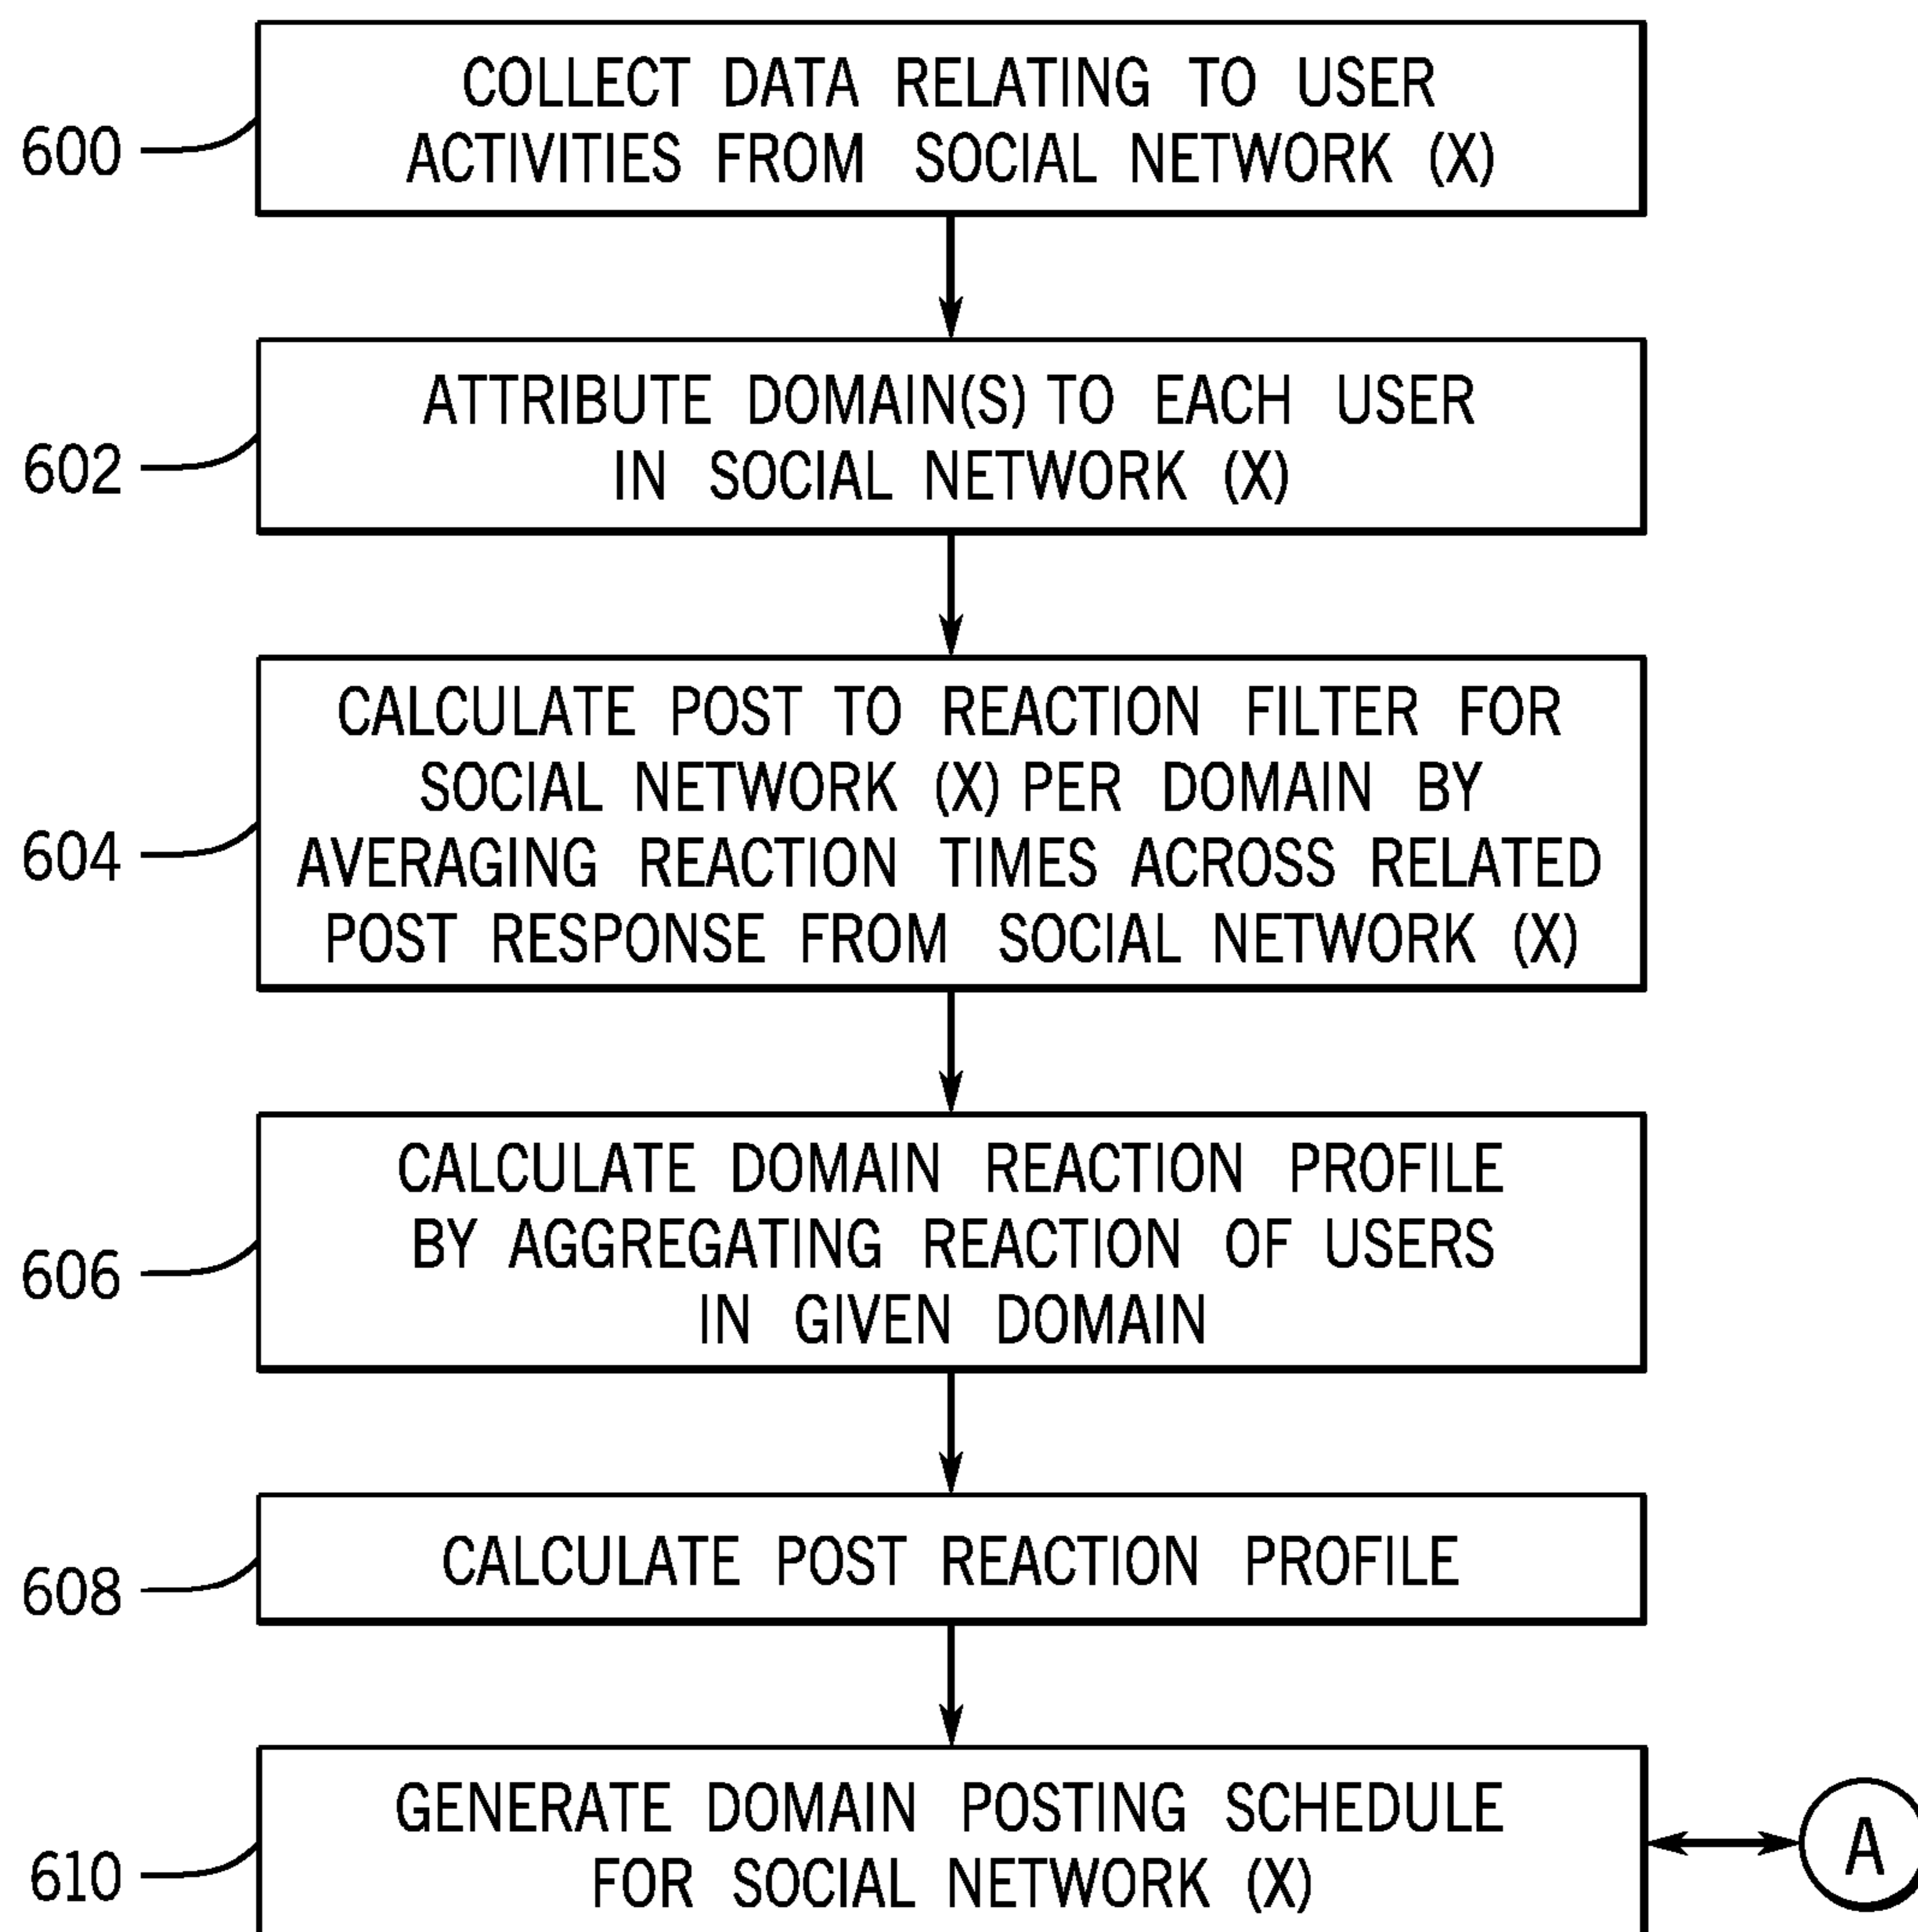 600
COLLECT DATA RELATING TO USER
ACTIVITIES FROM SOCIAL NETWORK (X)
602
ATTRIBUTE DOMAIN(S) TO EACH USER
IN SOCIAL NETWORK (X)
604
CALCULATE POST TO REACTION FILTER FOR
SOCIAL NETWORK (X) PER DOMAIN BY
AVERAGING REACTION TIMES ACROSS RELATED
POST RESPONSE FROM SOCIAL NETWORK (X)
606
CALCULATE DOMAIN REACTION PROFILE
BY AGGREGATING REACTION OF USERS
IN GIVEN DOMAIN
608
CALCULATE POST REACTION PROFILE
610
GENERATE DOMAIN POSTING SCHEDULE
FOR SOCIAL NETWORK (X)
A